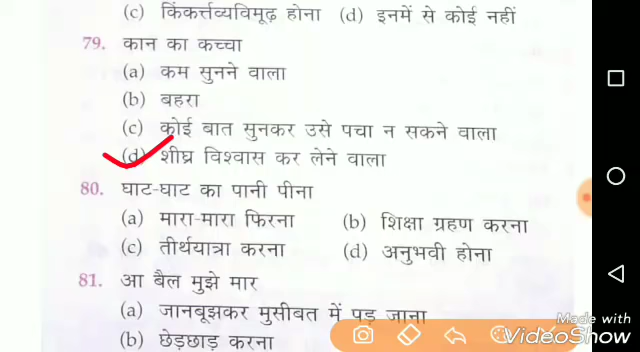 (c) किंकर्त्तव्यविमूढ़ होना (d) इनमें से कोई नहीं
79. कान का कच्चा
(a) कम सुनने वाला
(b) बहरा
(c) कोई बात सुनकर उसे पचा न सकने वाला
(d) शीघ्र विश्वास कर लेने वाला
80. घाट-घाट का पानी पीना
(a) मारा-मारा फिरना (b) शिक्षा ग्रहण करना
(c) तीर्थयात्रा करना (d) अनुभवी होना
81. आ बैल मुझे मार
(a) जानबूझकर मुसीबत में पड़ जाना
(b) छेड़छाड़ करना
Made with
VideoShow